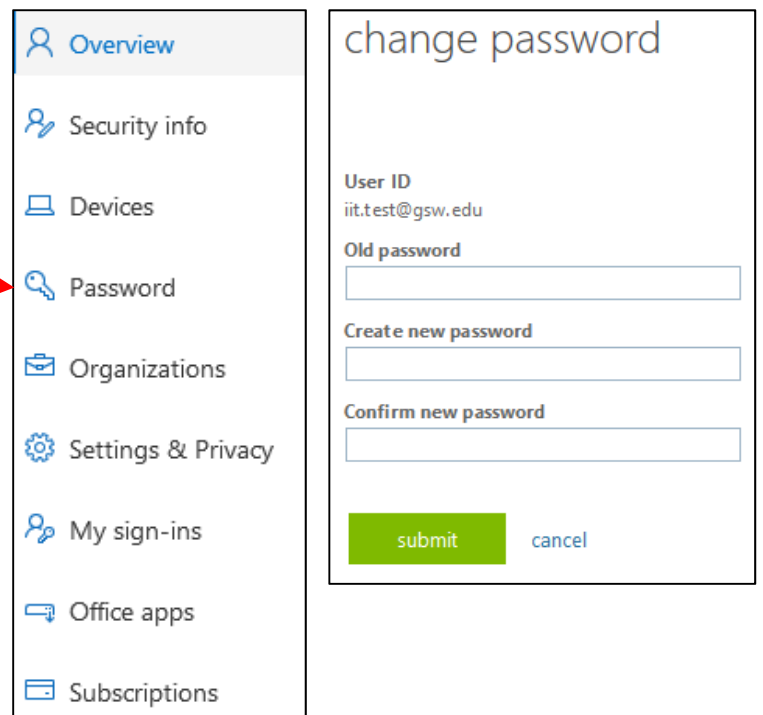 Overview
Security info
Devices
Password
Organizations
Settings & Privacy
My sign-ins
Office apps
Subscriptions
change password
User ID
iit.test@gsw.edu
Old password
Create new password
Confirm new password
submit cancel